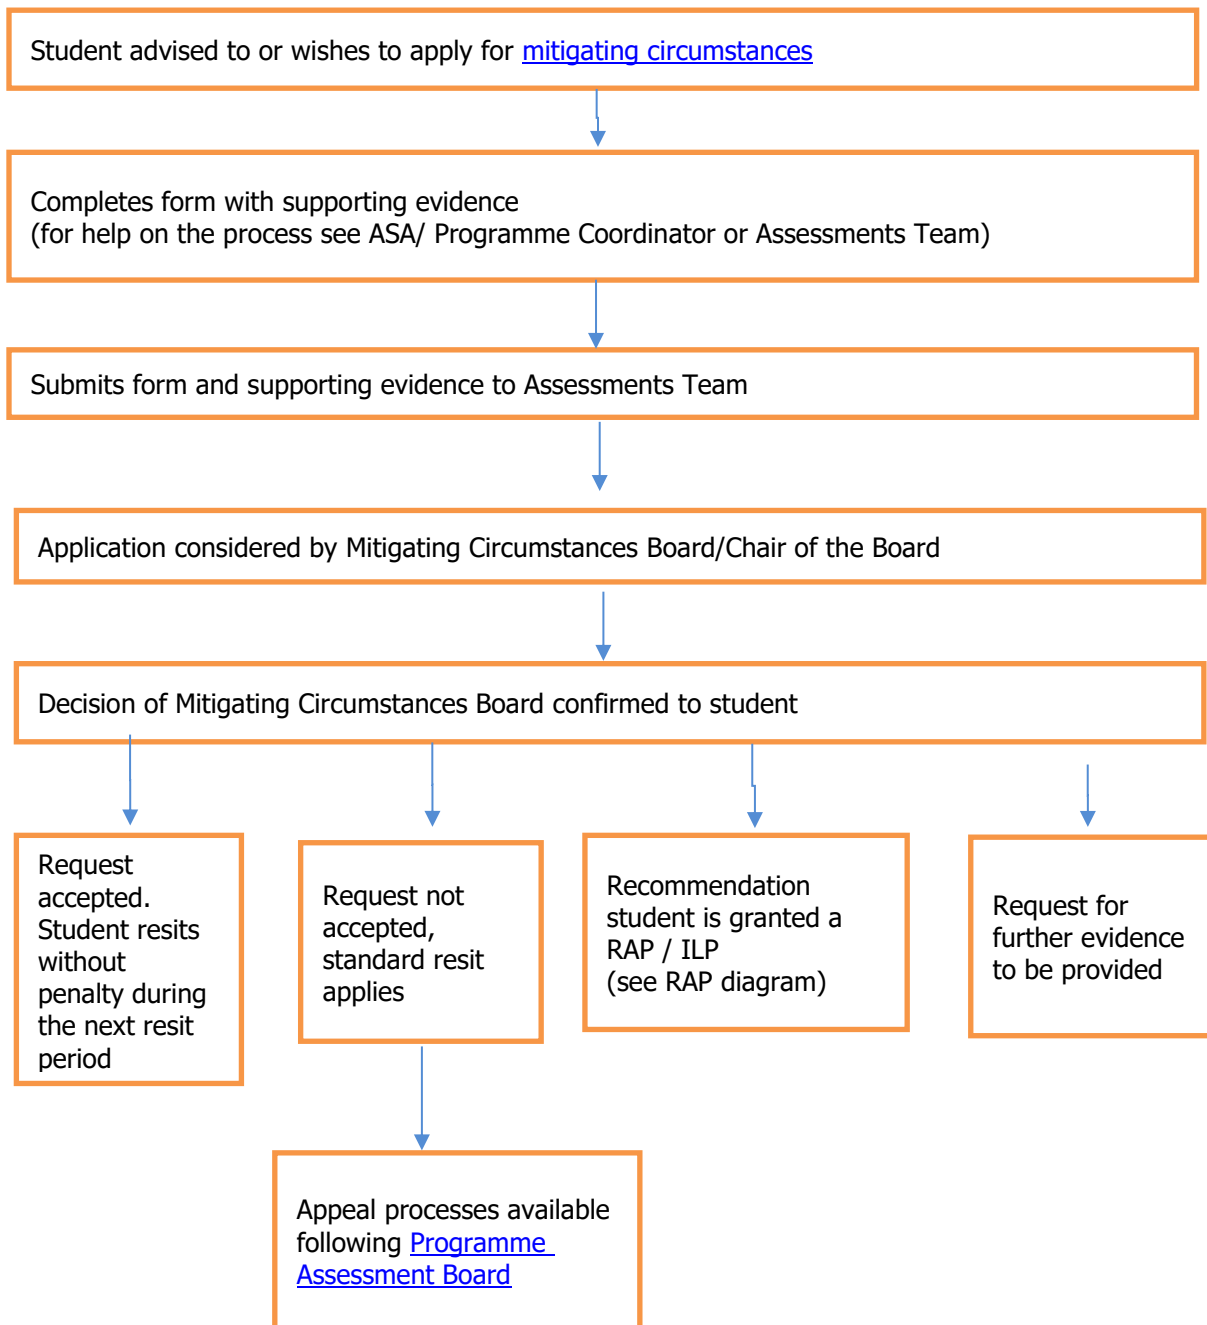 Student advised to or wishes to apply for mitigating circumstances
Completes form with supporting evidence
(for help on the process see ASA/ Programme Coordinator or Assessments Team)
Submits form and supporting evidence to Assessments Team
Application considered by Mitigating Circumstances Board/Chair of the Board
Decision of Mitigating Circumstances Board confirmed to student
Request
accepted.
Student resits
without
penalty during
the next resit
period
Request not
accepted,
standard resit
applies
Recommendation
student is granted a
RAP / ILP
(see RAP diagram)
Request for
further evidence
to be provided
Appeal processes available
following Programme
Assessment Board